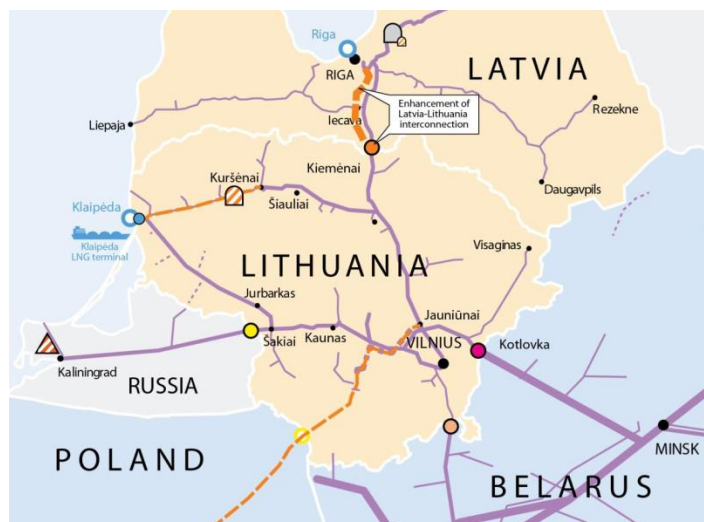 Riga
RIGA
LATVIA
Enhancement of
Latvia-Lithuania
interconnection
Rezekne
Iecava
Liepaja
Kiemėnai
Daugavpils
Kuršėnai
Šiauliai
Klaipėda
Klaipėda
LNG terminal
Visaginas
LITHUANIA
Jurbarkas
Jauniūnai
Šakiai
Kaunas
VILNIUS
Kotlovka
Kaliningrad
RUSSIA
POLAND
MINSK
BELARUS